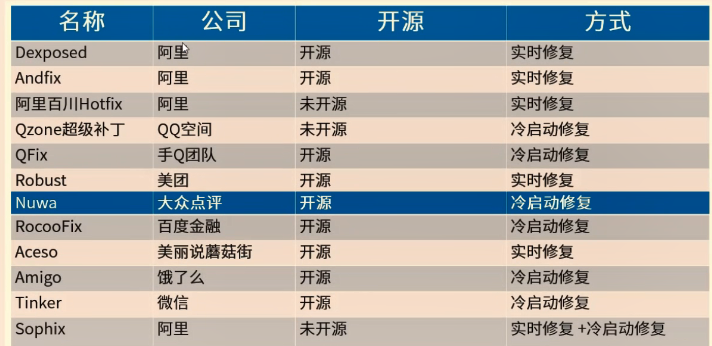 名称 公司 开源 方式
Dexposed 阿里 开源 实时修复
Andfix 阿里 开源 实时修复
阿里百川Hotfix 阿里 未开源 实时修复
Qzone超级补丁 QQ空间 未开源 冷启动修复
QFix 手Q团队 开源 冷启动修复
Robust 美团 开源 实时修复
Nuwa 大众点评 开源 冷启动修复
RocooFix 百度金融 开源 冷启动修复
Aceso 美丽说蘑菇街 开源 实时修复
Amigo 饿了么 开源 冷启动修复
Tinker 微信 开源 冷启动修复
Sophix 阿里 未开源 实时修复 +冷启动修复